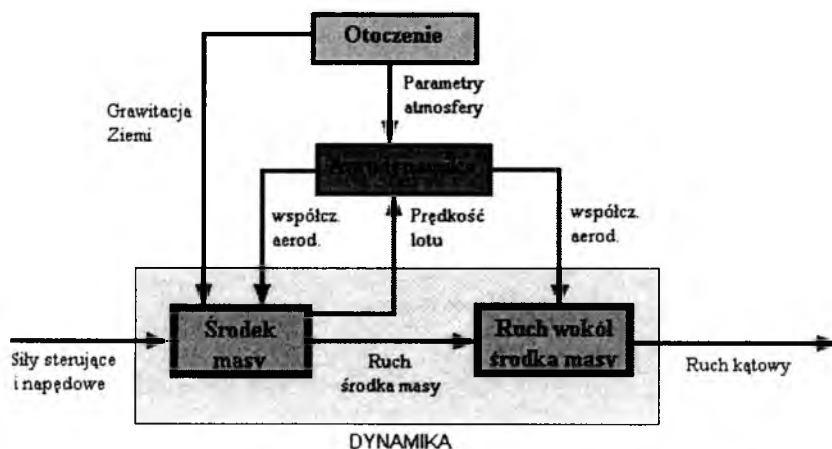 Otoczenie
Grawitacja
Ziemi
Parametry
atmosfery
Aerodynamika
współcz.
aerod.
Prędkość
lotu
współcz.
aerod.
Siły sterujące
i napędowe
Środek
masy
Ruch
środka masy
Ruch wokół
środka masy
Ruch kątowy
DYNAMIKA